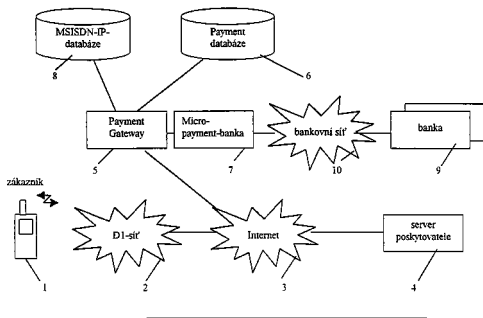 MSISDN-IP-
databáze
8
Payment
databáze
6
Payment
Gateway
5
Micro-
payment-banka
7
bankovní síť
10
banka
9
zákazník
1
D1-síť
2
Internet
3
server
poskytovatele
4